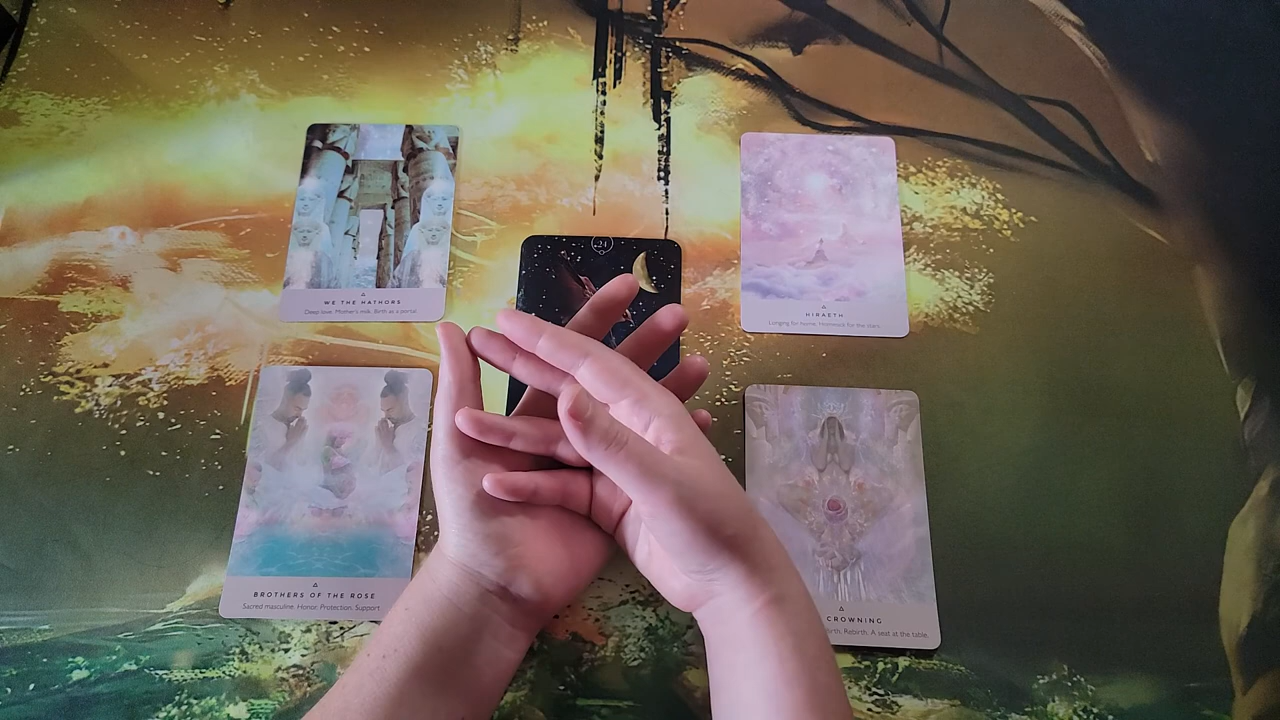 WE THE HATHORS
Deep love. Mother's milk. Birth as a portal.
.24
HIRAETH
Longing for home. Homesick for the stars.
BROTHERS OF THE ROSE
Sacred masculine. Honor. Protection. Support.
CROWNING
Rebirth. A seat at the table.